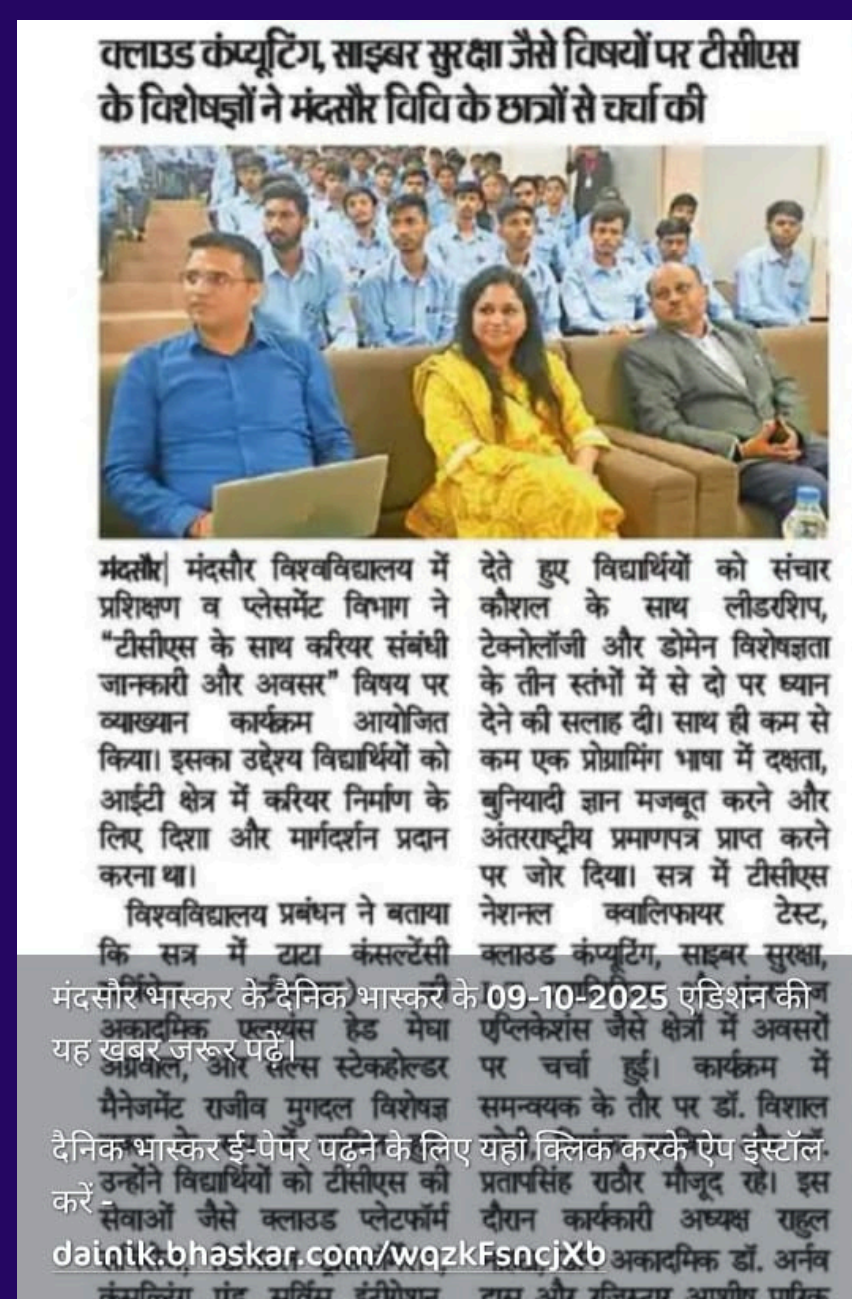 क्लाउड कंप्यूटिंग, साइबर सुरक्षा जैसे विषयों पर टीसीएस
के विशेषज्ञों ने मंदसौर विवि के छात्रों से चर्चा की
मंदसौर| मंदसौर विश्वविद्यालय में
प्रशिक्षण व प्लेसमेंट विभाग ने
“टीसीएस के साथ करियर संबंधी
जानकारी और अवसर” विषय पर
व्याख्यान कार्यक्रम आयोजित
किया। इसका उद्देश्य विद्यार्थियों को
आईटी क्षेत्र में करियर निर्माण के
लिए दिशा और मार्गदर्शन प्रदान
करना था।
विश्वविद्यालय प्रबंधन ने बताया
कि सत्र में टाटा कंसल्टेंसी
अकादमिक एलायंस हेड मेघा
अग्रवाल, और सेल्स स्टेकहोल्डर
मैनेजमेंट राजीव मुगदल विशेषज्ञ
उन्होंने विद्यार्थियों को टीसीएस की
सेवाओं जैसे क्लाउड प्लेटफॉर्म
देते हुए विद्यार्थियों को संचार
कौशल के साथ लीडरशिप,
टेक्नोलॉजी और डोमेन विशेषज्ञता
के तीन स्तंभों में से दो पर ध्यान
देने की सलाह दी। साथ ही कम से
कम एक प्रोग्रामिंग भाषा में दक्षता,
बुनियादी ज्ञान मजबूत करने और
अंतरराष्ट्रीय प्रमाणपत्र प्राप्त करने
पर जोर दिया। सत्र में टीसीएस
नेशनल क्वालिफायर टेस्ट,
क्लाउड कंप्यूटिंग, साइबर सुरक्षा,
एप्लिकेशंस जैसे क्षेत्रों में अवसरों
पर चर्चा हुई। कार्यक्रम में
समन्वयक के तौर पर डॉ. विशाल
प्रतापसिंह राठौर मौजूद रहे। इस
दौरान कार्यकारी अध्यक्ष राहुल
अकादमिक डॉ. अर्नव
मंदसौर भास्कर के दैनिक भास्कर के 09-10-2025 एडिशन की
यह खबर जरूर पढ़ें।
दैनिक भास्कर ई-पेपर पढ़ने के लिए यहां क्लिक करके ऐप इंस्टॉल
करें -
dainik.bhaskar.com/wqzkFsncjXb